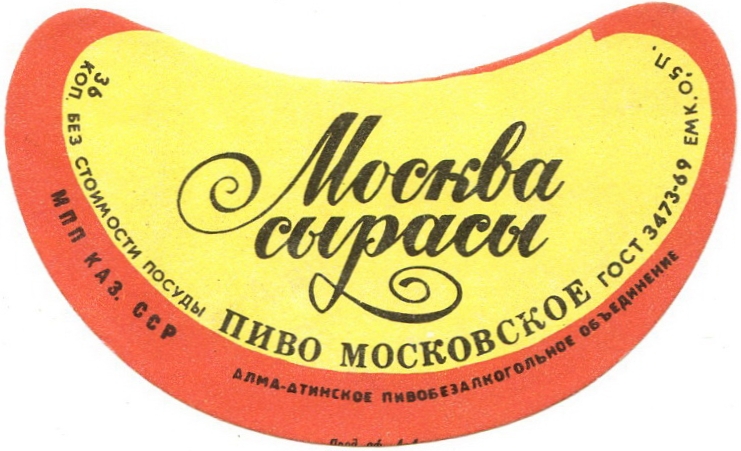 Москва
сырасы
ПИВО МОСКОВСКОЕ
36 КОП. БЕЗ СТОИМОСТИ ПОСУДЫ
ГОСТ 3473-69 ЕМК. 0,5 Л.
МПП КАЗ. ССР
АЛМА-АТИНСКОЕ ПИВОБЕЗАЛКОГОЛЬНОЕ ОБЪЕДИНЕНИЕ